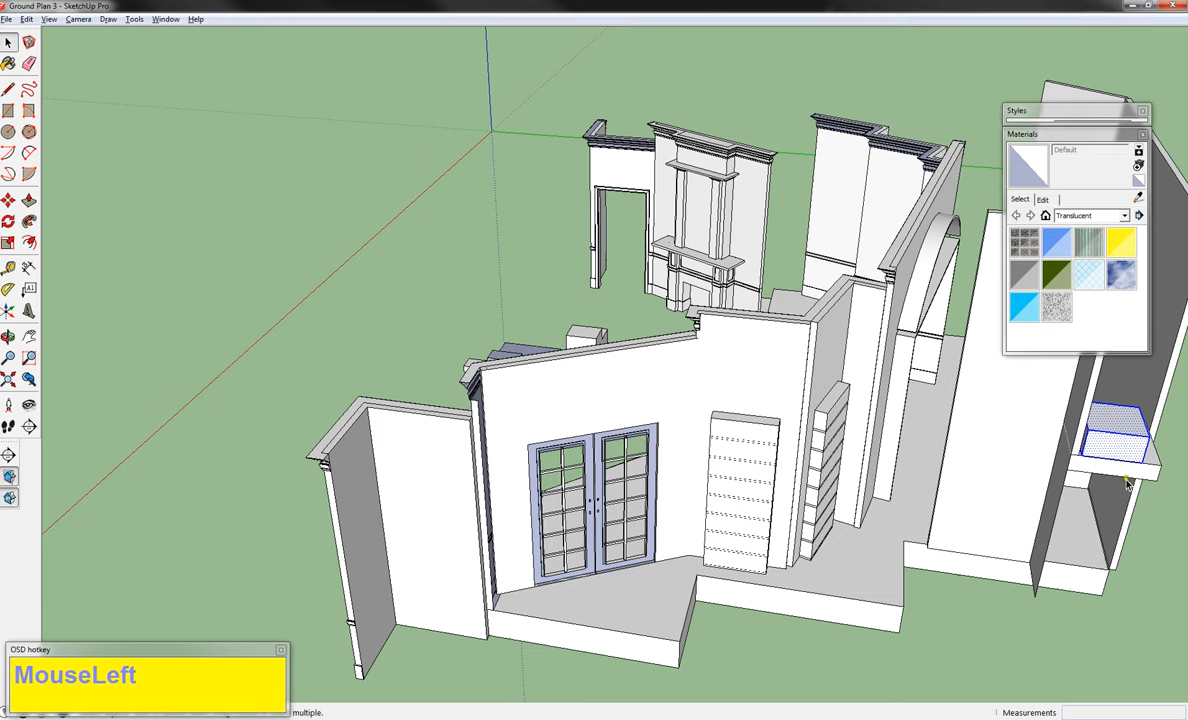 Ground Plan 3 - SketchUp Pro
File Edit View Camera Draw Tools Window Help
Styles
Materials
Default
Select Edit
Translucent
A1
OSD hotkey
MouseLeft
multiple.
Measurements